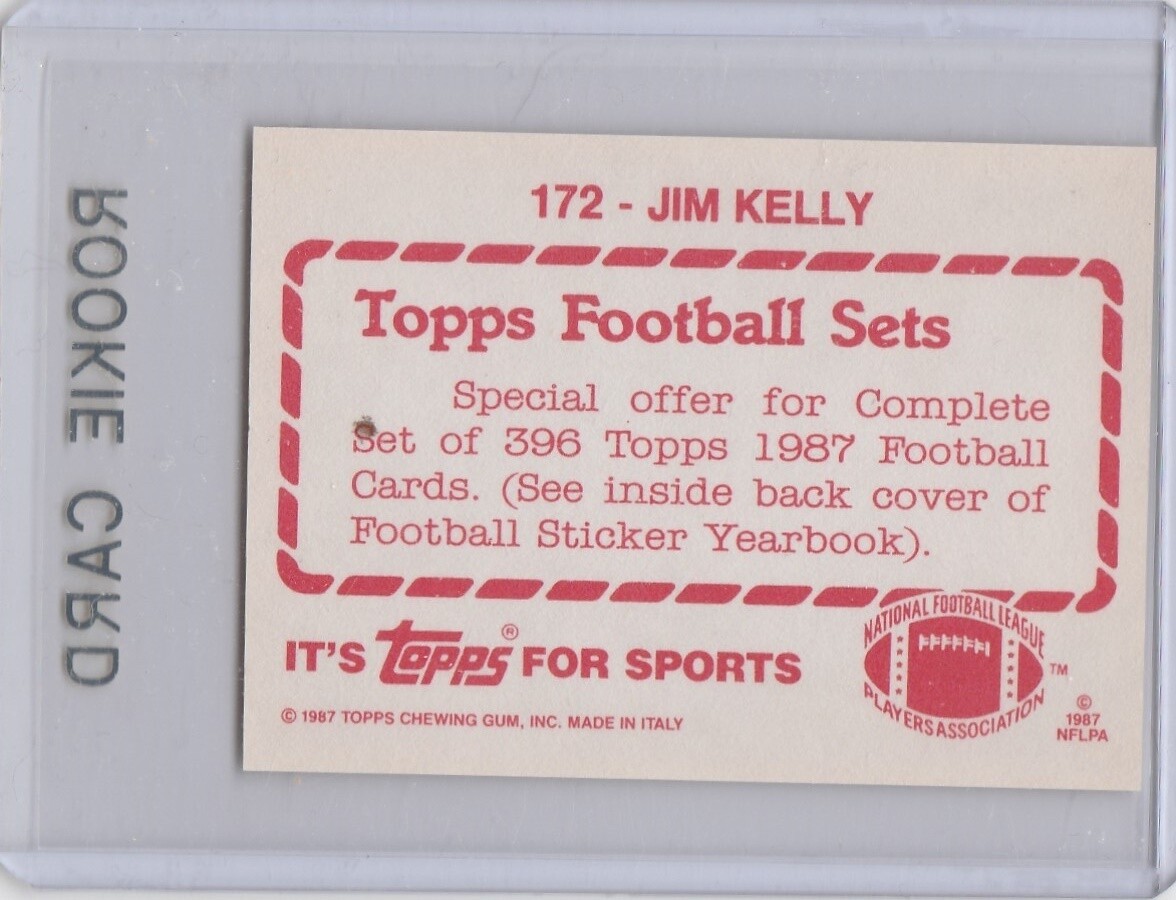 ROOKIE CARD
172 - JIM KELLY
Topps Football Sets
Special offer for Complete
Set of 396 Topps 1987 Football
Cards. (See inside back cover of
Football Sticker Yearbook).
IT'S topps® FOR SPORTS
© 1987 TOPPS CHEWING GUM, INC. MADE IN ITALY
NATIONAL FOOTBALL LEAGUE
PLAYERS ASSOCIATION
™
©
1987
NFLPA